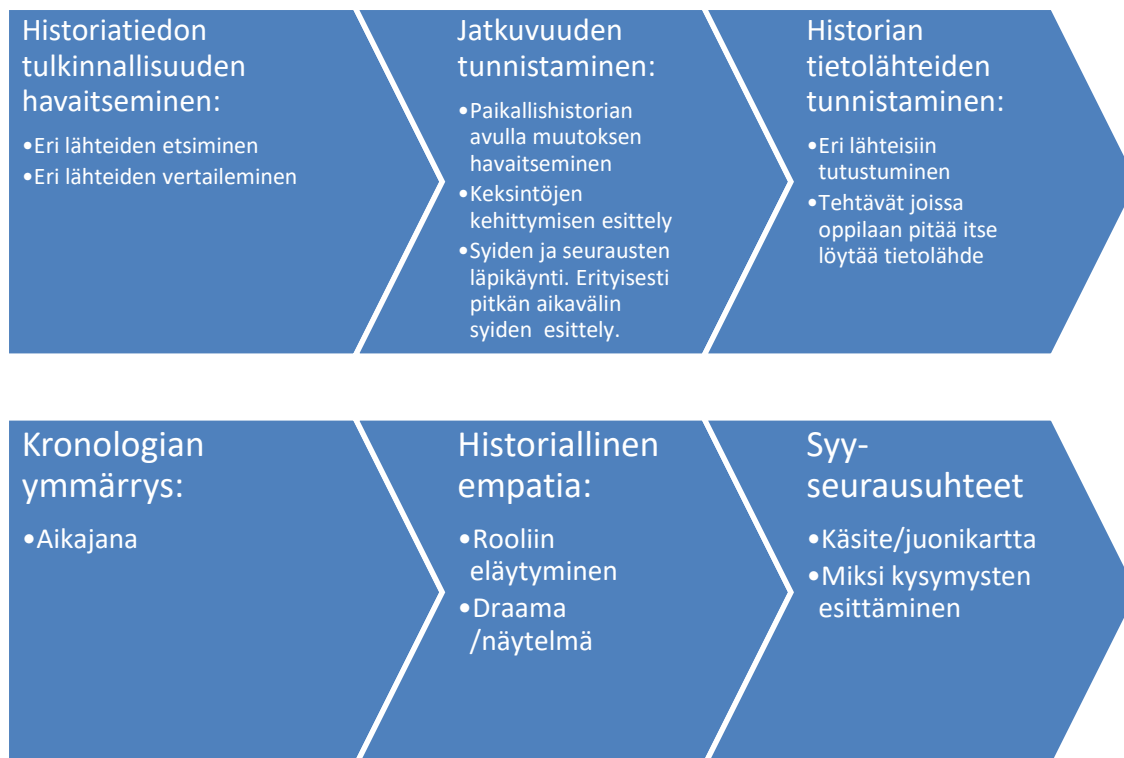 Historiatiedon
tulkinnallisuuden
havaitseminen:
•Eri lähteiden etsiminen
•Eri lähteiden vertaileminen
Jatkuvuuden
tunnistaminen:
•Paikallishistorian
avulla muutoksen
havaitseminen
•Keksintöjen
kehittymisen esittely
•Syiden ja seurausten
läpikäynti. Erityisesti
pitkän aikavälin
syiden esittely.
Historian
tietolähteiden
tunnistaminen:
•Eri lähteisiin
tutustuminen
•Tehtävät joissa
oppilaan pitää itse
löytää tietolähde
Kronologian
ymmärrys:
•Aikajana
Historiallinen
empatia:
•Rooliin
eläytyminen
•Draama
/näytelmä
Syy-
seurausuhteet
•Käsite/juonikartta
•Miksi kysymysten
esittäminen